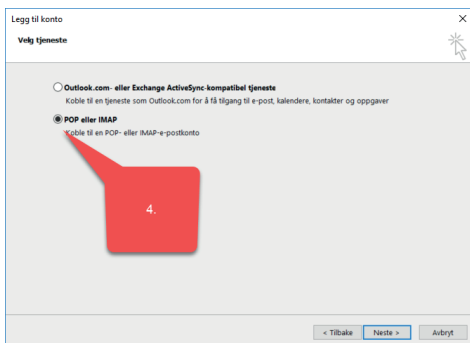 Legg til konto
Velg tjeneste
Outlook.com- eller Exchange ActiveSync-kompatibel tjeneste
Koble til en tjeneste som Outlook.com for å få tilgang til e-post, kalendere, kontakter og oppgaver
POP eller IMAP
Koble til en POP- eller IMAP-e-postkonto
4.
< Tilbake Neste > Avbryt